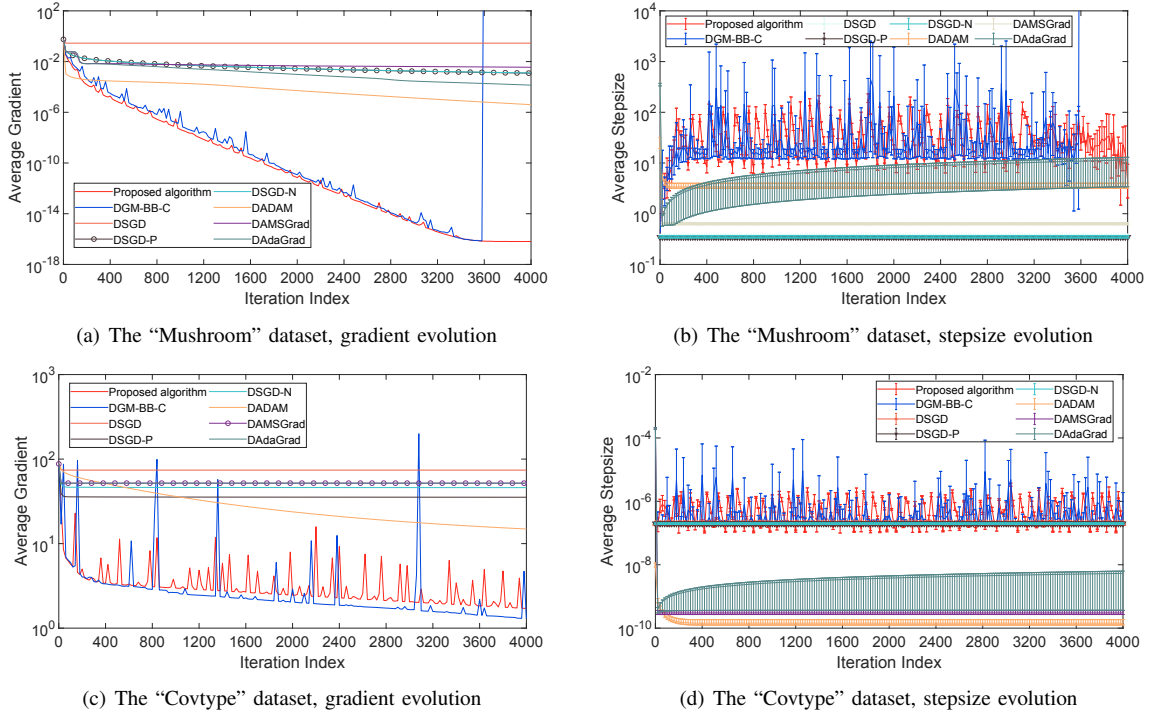 10^2
10^-2
10^-6
10^-10
10^-14
10^-18
Average Gradient
Proposed algorithm
DGM-BB-C
DSGD
DSGD-P
DSGD-N
DADAM
DAMSGrad
DAdaGrad
0 400 800 1200 1600 2000 2400 2800 3200 3600 4000
Iteration Index
(a) The “Mushroom” dataset, gradient evolution
10^4
10^3
10^2
10^1
10^0
10^-1
Average Stepsize
Proposed algorithm
DGM-BB-C
DSGD
DSGD-P
DSGD-N
DADAM
DAMSGrad
DAdaGrad
0 400 800 1200 1600 2000 2400 2800 3200 3600 4000
Iteration Index
(b) The “Mushroom” dataset, stepsize evolution
10^3
10^2
10^1
10^0
Average Gradient
Proposed algorithm
DGM-BB-C
DSGD
DSGD-P
DSGD-N
DADAM
DAMSGrad
DAdaGrad
0 400 800 1200 1600 2000 2400 2800 3200 3600 4000
Iteration Index
(c) The “Covtype” dataset, gradient evolution
10^-2
10^-4
10^-6
10^-8
10^-10
Average Stepsize
Proposed algorithm
DGM-BB-C
DSGD
DSGD-P
DSGD-N
DADAM
DAMSGrad
DAdaGrad
0 400 800 1200 1600 2000 2400 2800 3200 3600 4000
Iteration Index
(d) The “Covtype” dataset, stepsize evolution